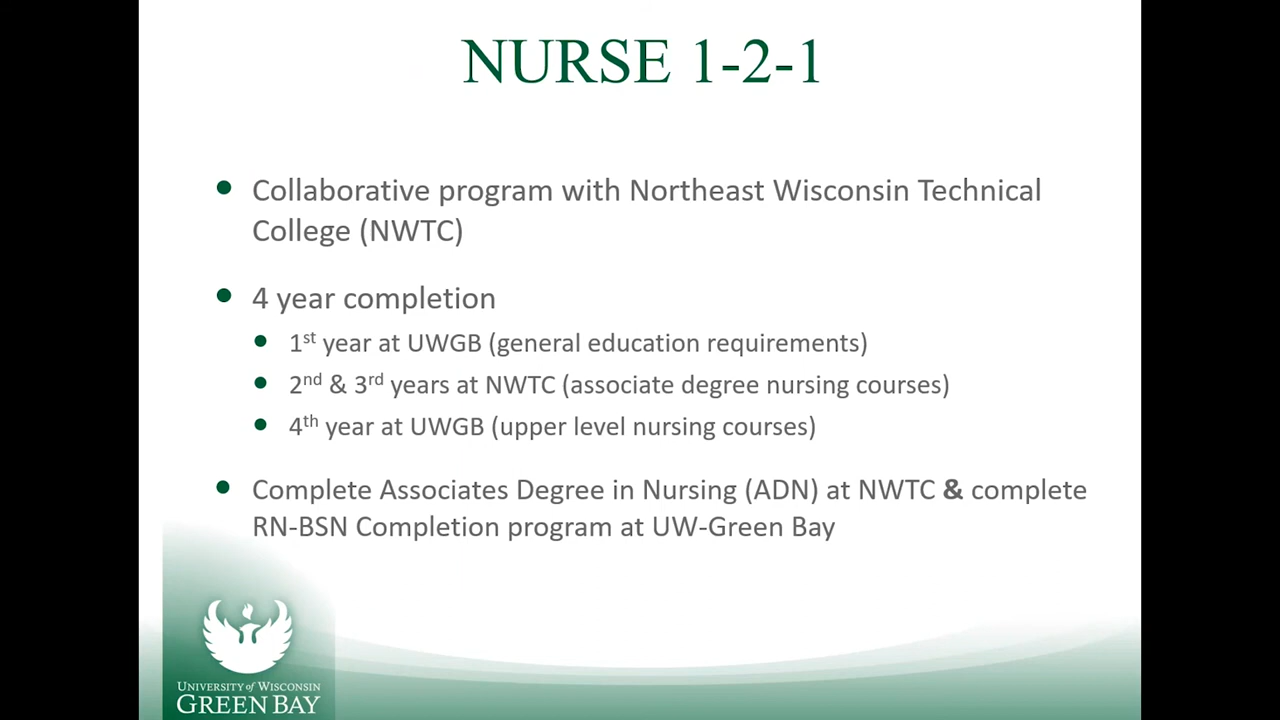 NURSE 1-2-1
• Collaborative program with Northeast Wisconsin Technical
College (NWTC)
• 4 year completion
• 1st year at UWGB (general education requirements)
• 2nd & 3rd years at NWTC (associate degree nursing courses)
• 4th year at UWGB (upper level nursing courses)
• Complete Associates Degree in Nursing (ADN) at NWTC & complete
RN-BSN Completion program at UW-Green Bay
UNIVERSITY of WISCONSIN
GREEN BAY